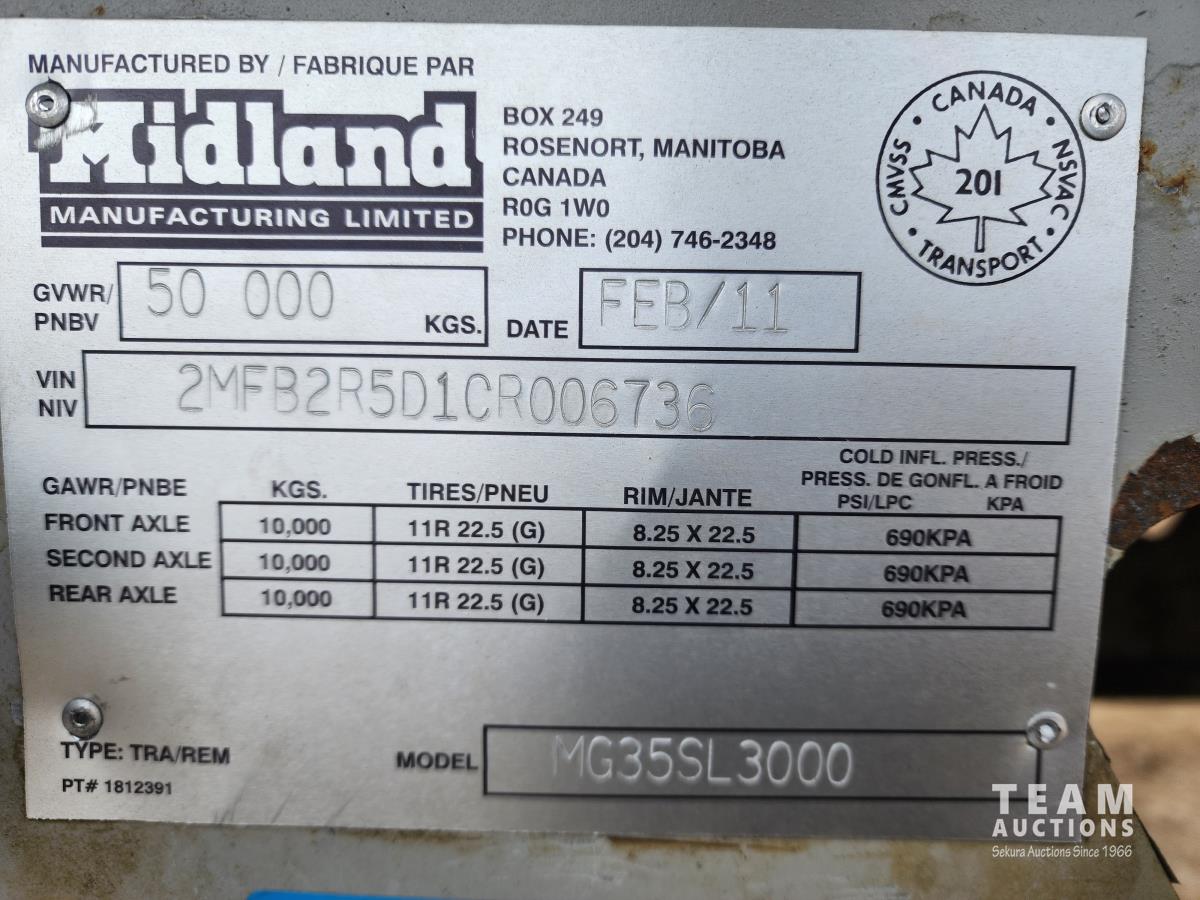 MANUFACTURED BY / FABRIQUE PAR
Midland
MANUFACTURING LIMITED
BOX 249
ROSENORT, MANITOBA
CANADA
R0G 1W0
PHONE: (204) 746-2348
CANADA
CMVSS
201
NSVAC
TRANSPORT
GVWR/
PNBV
50 000
KGS.
DATE
FEB/11
VIN
NIV
2MFB2R5D1CR006736
COLD INFL. PRESS./
GAWR/PNBE KGS. TIRES/PNEU RIM/JANTE PRESS. DE GONFL. A FROID
PSI/LPC KPA
FRONT AXLE 10,000 11R 22.5 (G) 8.25 X 22.5 690KPA
SECOND AXLE 10,000 11R 22.5 (G) 8.25 X 22.5 690KPA
REAR AXLE 10,000 11R 22.5 (G) 8.25 X 22.5 690KPA
TYPE: TRA/REM
PT# 1812391
MODEL MG35SL3000
TEAM
AUCTIONS
Sekura Auctions Since 1966